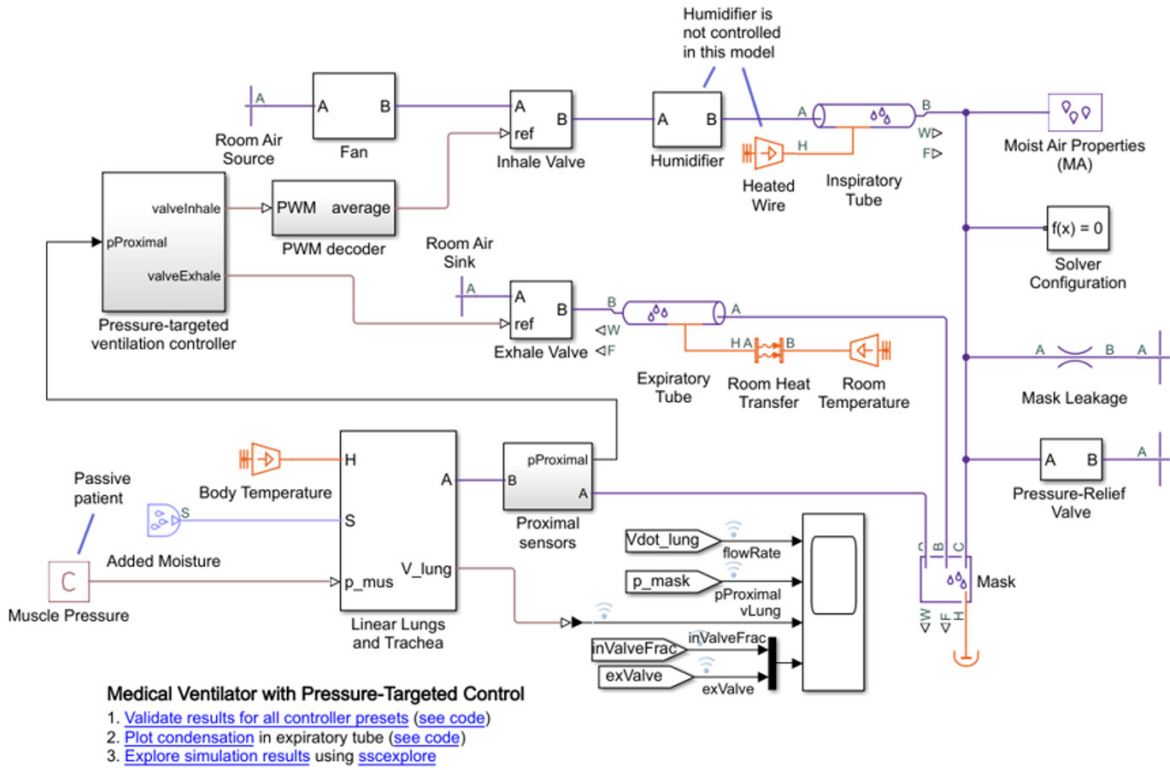 Humidifier is
not controlled
in this model
A
Room Air
Source
A B
Fan
A
ref
B
Inhale Valve
A B
Humidifier
H
Heated
Wire
A B
W
F
Inspiratory
Tube
Moist Air Properties
(MA)
valveInhale
pProximal
valveExhale
Pressure-targeted
ventilation controller
PWM average
PWM decoder
Room Air
Sink
A
A
ref
B
Exhale Valve
B A
W
F
Expiratory
Tube
H A B
Room Heat
Transfer
Room
Temperature
f(x) = 0
Solver
Configuration
A B A
Mask Leakage
A B A
Pressure-Relief
Valve
Passive
patient
Body Temperature
S
Added Moisture
C
Muscle Pressure
H
S
p_mus
A
V_lung
Linear Lungs
and Trachea
pProximal
B
A
Proximal
sensors
Vdot_lung
flowRate
p_mask
pProximal
vLung
inValveFrac
inValveFrac
exValve
exValve
B C
Mask
W F H
Medical Ventilator with Pressure-Targeted Control
1. Validate results for all controller presets (see code)
2. Plot condensation in expiratory tube (see code)
3. Explore simulation results using sscexplore